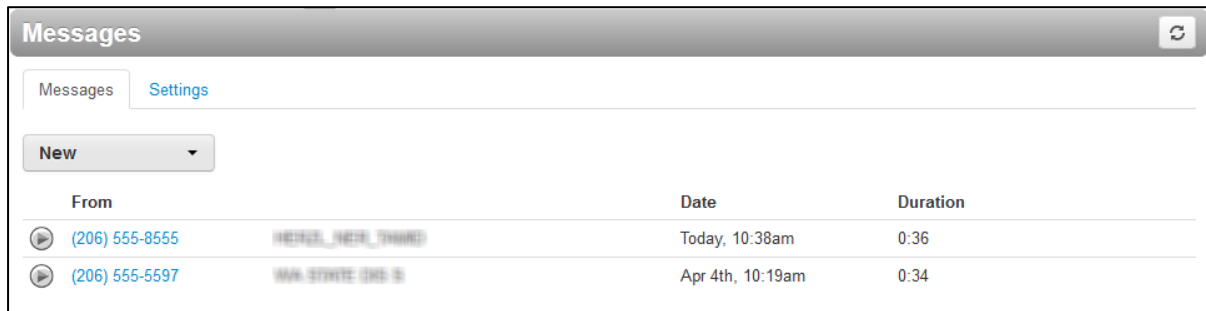 Messages
Messages Settings
New
From Date Duration
(206) 555-8555 Today, 10:38am 0:36
(206) 555-5597 Apr 4th, 10:19am 0:34